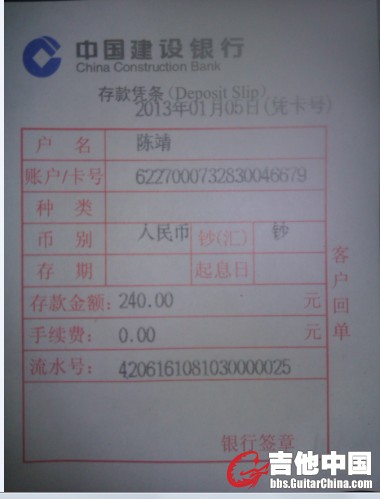 中国建设银行
China Construction Bank
存款凭条(Deposit Slip)
2013年01月05日(凭卡号)
户 名 陈靖
账户/卡号 6227000732830046679
种 类
币 别 人民币 钞(汇) 钞
存 期 起息日
存款金额: 240.00 元
手续费: 0.00 元
流水号: 4206161081030000025
客户回单
银行签章
吉他中国
bbs.GuitarChina.com